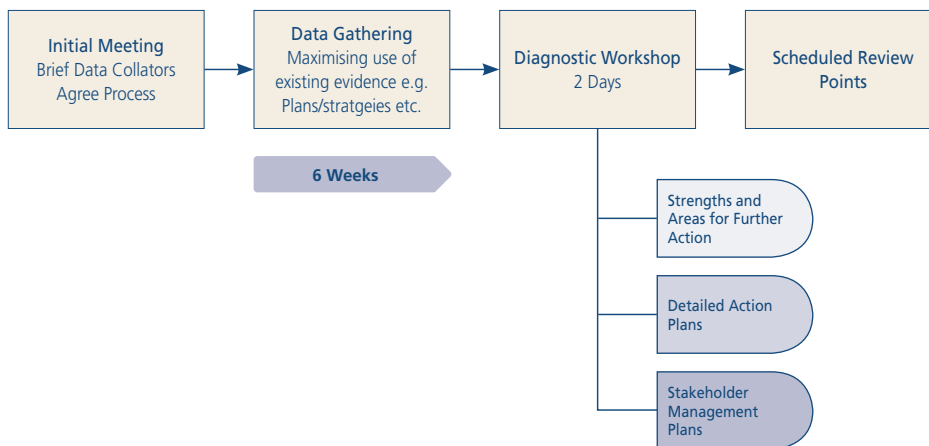 Initial Meeting
Brief Data Collators
Agree Process
Data Gathering
Maximising use of
existing evidence e.g.
Plans/stratgeies etc.
Diagnostic Workshop
2 Days
Scheduled Review
Points
6 Weeks
Strengths and
Areas for Further
Action
Detailed Action
Plans
Stakeholder
Management
Plans